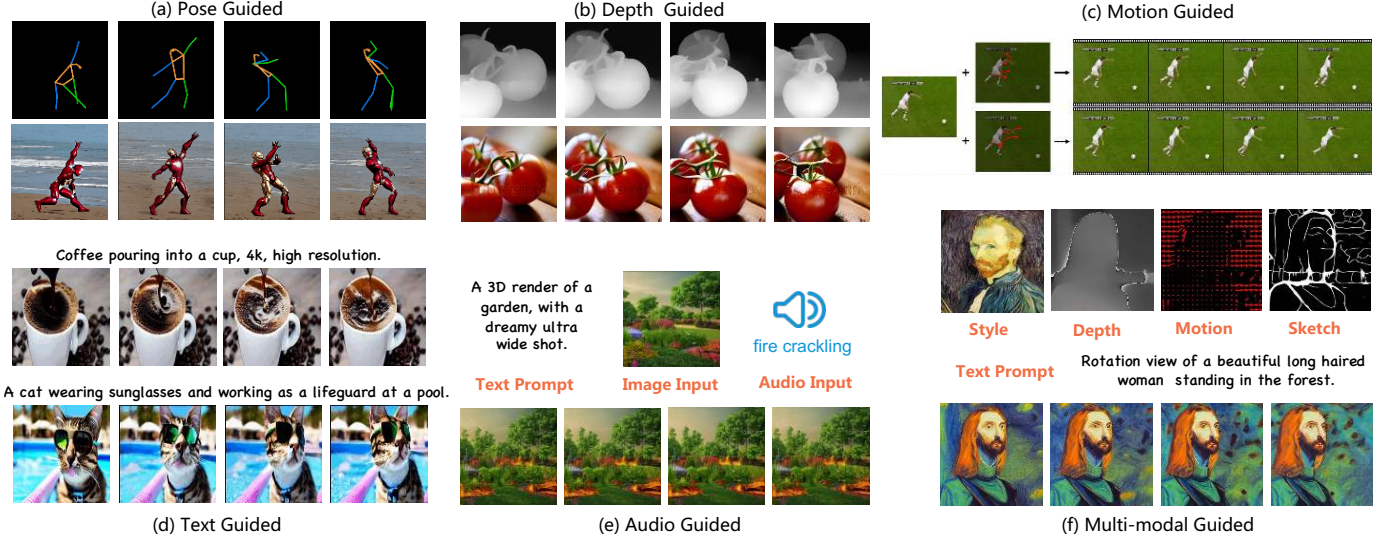 (a) Pose Guided
(b) Depth Guided
(c) Motion Guided
+
+
Coffee pouring into a cup, 4k, high resolution.
A cat wearing sunglasses and working as a lifeguard at a pool.
(d) Text Guided
A 3D render of a
garden, with a
dreamy ultra
wide shot.
fire crackling
Text Prompt
Image Input
Audio Input
(e) Audio Guided
Style
Depth
Motion
Sketch
Text Prompt
Rotation view of a beautiful long haired
woman standing in the forest.
(f) Multi-modal Guided